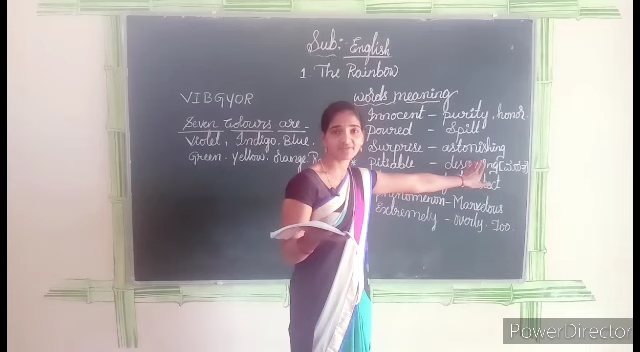 Sub:- English
1. The Rainbow
VIBGYOR
Seven colours are.
Violet, Indigo. Blue.
Green. Yellow. Orange. R
words meaning
Innocent - purity, honor
Poured - Spill
Surprise - astonishing
Pitiable -
Phenomenon - Marvelous
Extremely - overly. Too.
PowerDirector